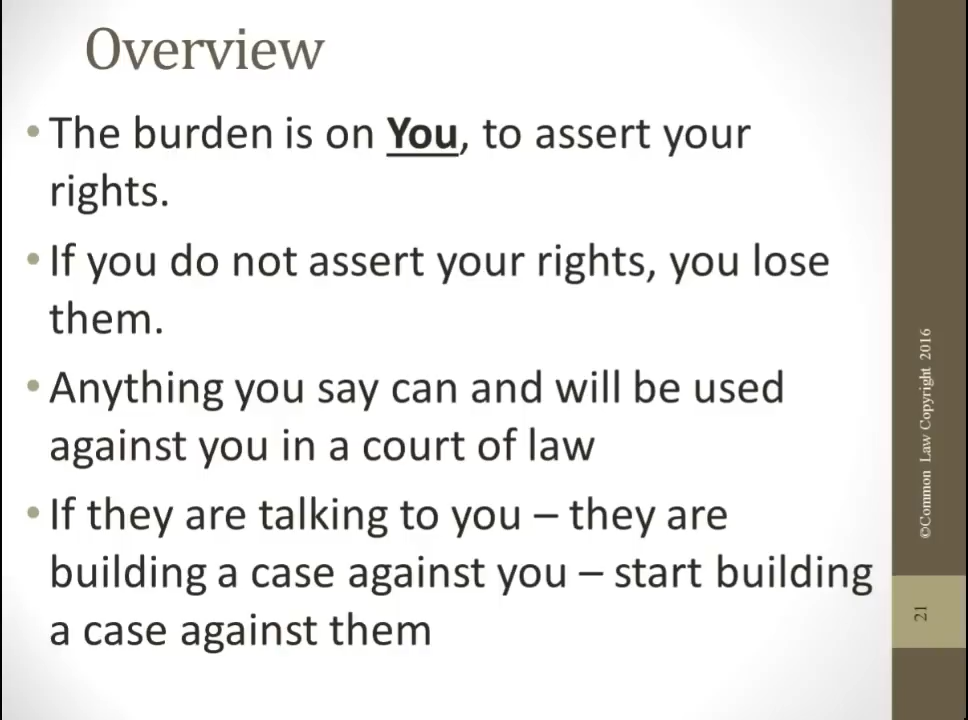 Overview
• The burden is on You, to assert your
rights.
• If you do not assert your rights, you lose
them.
• Anything you say can and will be used
against you in a court of law
• If they are talking to you – they are
building a case against you – start building
a case against them
©Common Law Copyright 2016
21